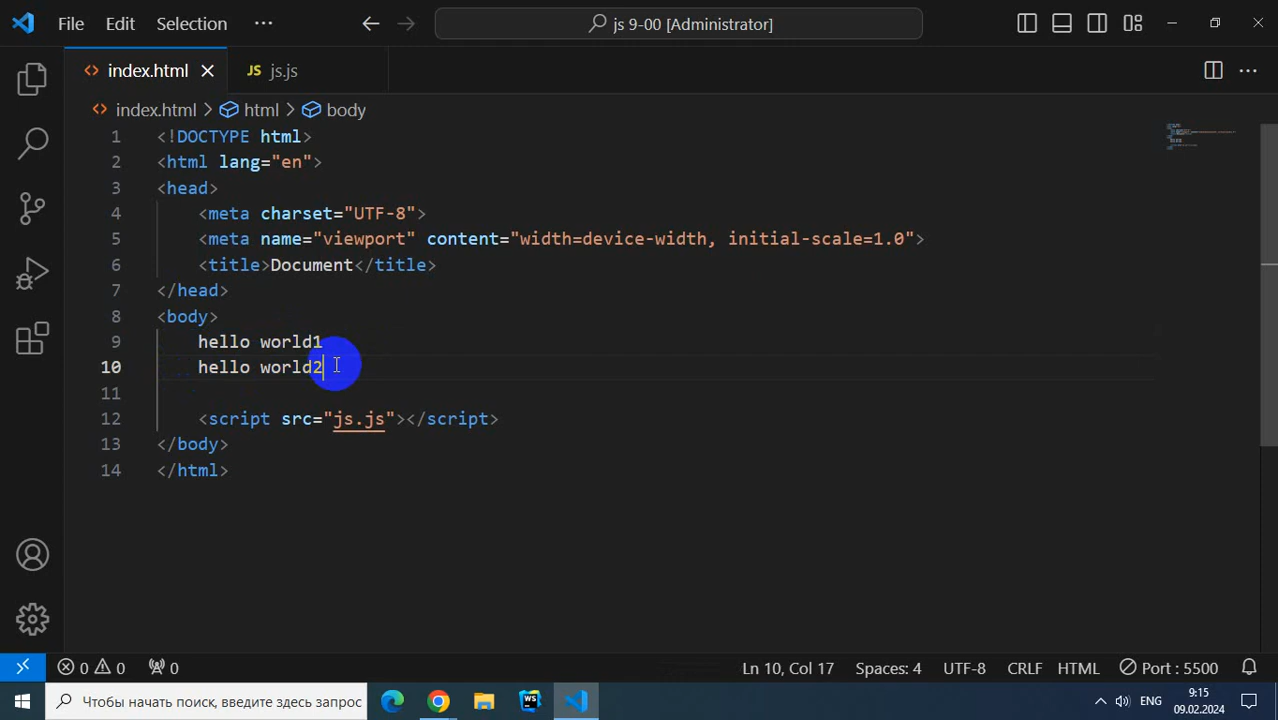 File Edit Selection ··· js 9-00 [Administrator]
index.html JS js.js
index.html > html > body
1 <!DOCTYPE html>
2 <html lang="en">
3 <head>
4 <meta charset="UTF-8">
5 <meta name="viewport" content="width=device-width, initial-scale=1.0">
6 <title>Document</title>
7 </head>
8 <body>
9 hello world1
10 hello world2
11
12 <script src="js.js"></script>
13 </body>
14 </html>
0 0 0 Ln 10, Col 17 Spaces: 4 UTF-8 CRLF HTML Port : 5500
Чтобы начать поиск, введите здесь запрос WS ENG 9:15
09.02.2024